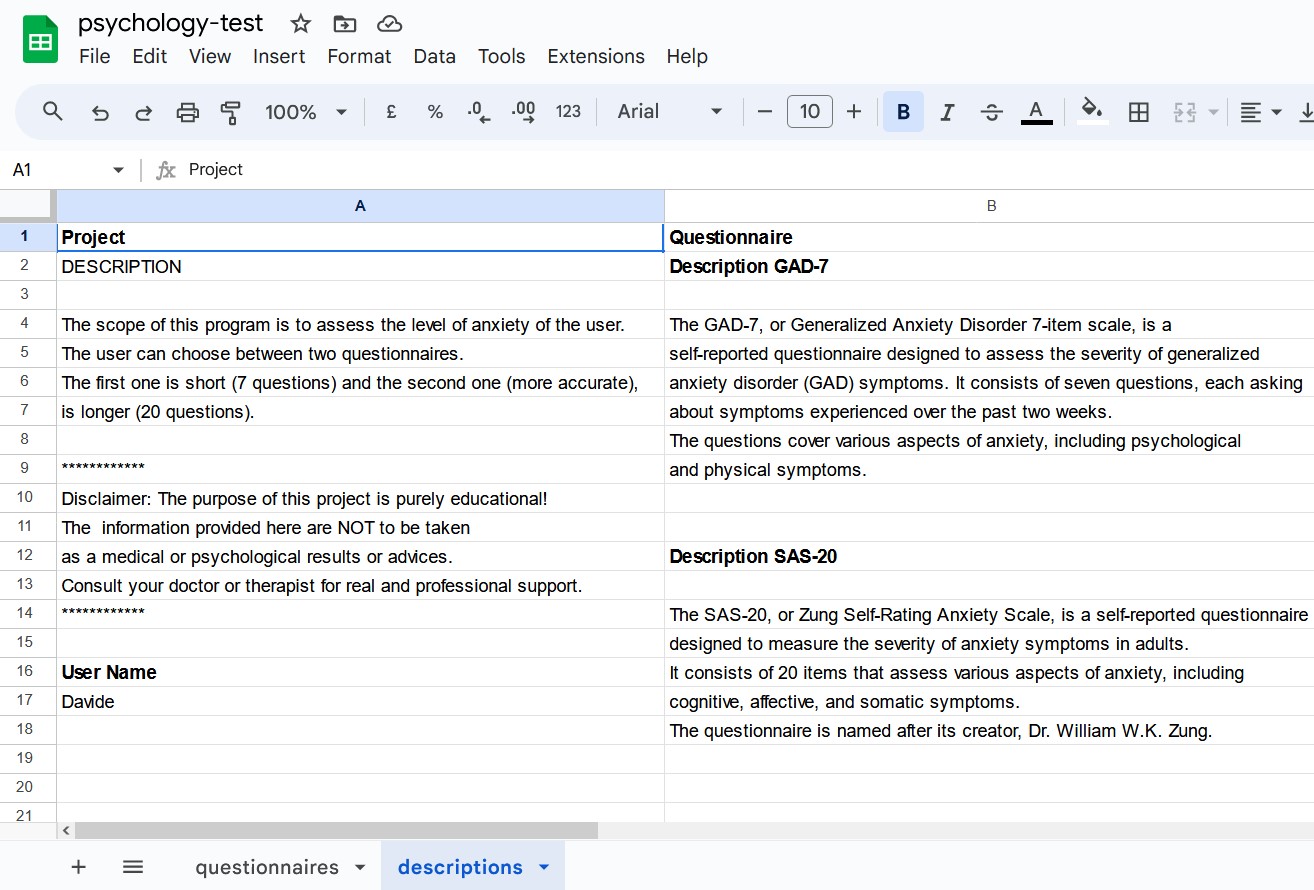 psychology-test
File Edit View Insert Format Data Tools Extensions Help
100% £ % .0 .00 123 Arial 10 B I S A
A1 fx Project
A B
1 Project Questionnaire
2 DESCRIPTION Description GAD-7
3
4 The scope of this program is to assess the level of anxiety of the user. The GAD-7, or Generalized Anxiety Disorder 7-item scale, is a
5 The user can choose between two questionnaires. self-reported questionnaire designed to assess the severity of generalized
6 The first one is short (7 questions) and the second one (more accurate), anxiety disorder (GAD) symptoms. It consists of seven questions, each asking
7 is longer (20 questions). about symptoms experienced over the past two weeks.
8 The questions cover various aspects of anxiety, including psychological
9 ************ and physical symptoms.
10 Disclaimer: The purpose of this project is purely educational!
11 The  information provided here are NOT to be taken
12 as a medical or psychological results or advices. Description SAS-20
13 Consult your doctor or therapist for real and professional support.
14 ************ The SAS-20, or Zung Self-Rating Anxiety Scale, is a self-reported questionnaire
15 designed to measure the severity of anxiety symptoms in adults.
16 User Name It consists of 20 items that assess various aspects of anxiety, including
17 Davide cognitive, affective, and somatic symptoms.
18 The questionnaire is named after its creator, Dr. William W.K. Zung.
19
20
21
questionnaires descriptions